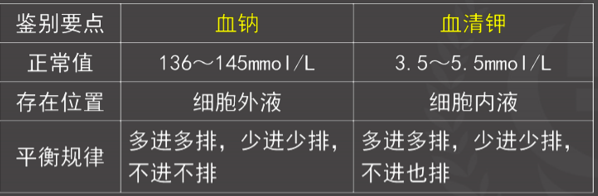 鉴别要点 血钠 血清钾
正常值 136～145mmol/L 3.5～5.5mmol/L
存在位置 细胞外液 细胞内液
平衡规律 多进多排，少进少排， 多进多排，少进少排，
不进不排 不进也排